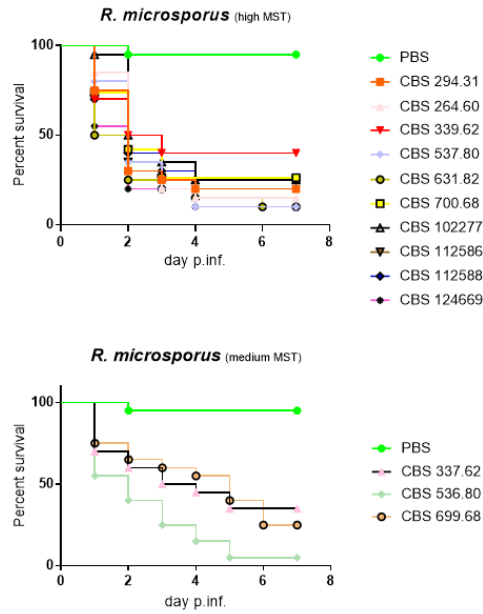 R. microsporus (high MST)
100
50
0
0 2 4 6 8
Percent survival
day p.inf.
PBS
CBS 294.31
CBS 264.60
CBS 339.62
CBS 537.80
CBS 631.82
CBS 700.68
CBS 102277
CBS 112586
CBS 112588
CBS 124669
R. microsporus (medium MST)
100
50
0
0 2 4 6 8
Percent survival
day p.inf.
PBS
CBS 337.62
CBS 536.80
CBS 699.68